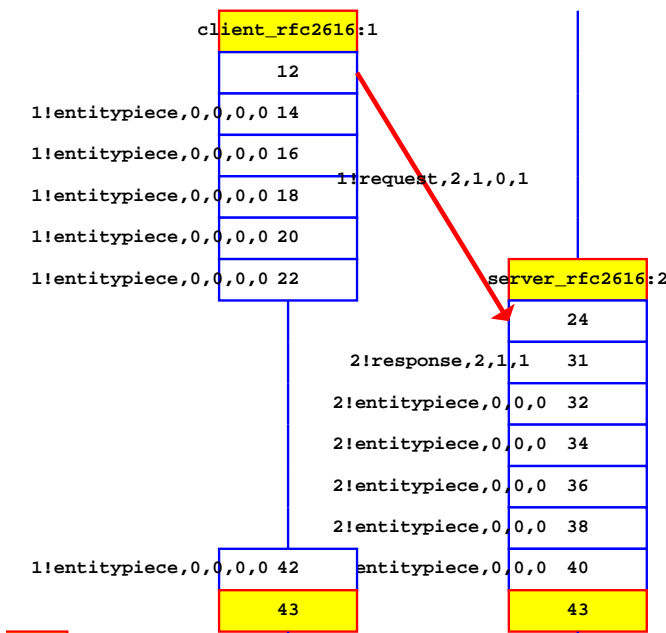 client_rfc2616:1
12
1!entitypiece,0,0,0,0 14
1!entitypiece,0,0,0,0 16
1!request,2,1,0,1
1!entitypiece,0,0,0,0 18
1!entitypiece,0,0,0,0 20
1!entitypiece,0,0,0,0 22
server_rfc2616:2
24
2!response,2,1,1 31
2!entitypiece,0,0,0 32
2!entitypiece,0,0,0 34
2!entitypiece,0,0,0 36
2!entitypiece,0,0,0 38
1!entitypiece,0,0,0,0 42
entitypiece,0,0,0 40
43
43